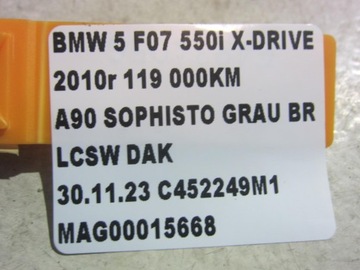 BMW 5 F07 550i X-DRIVE
2010r 119 000KM
A90 SOPHISTO GRAU BR
LCSW DAK
30.11.23 C452249M1
MAG00015668